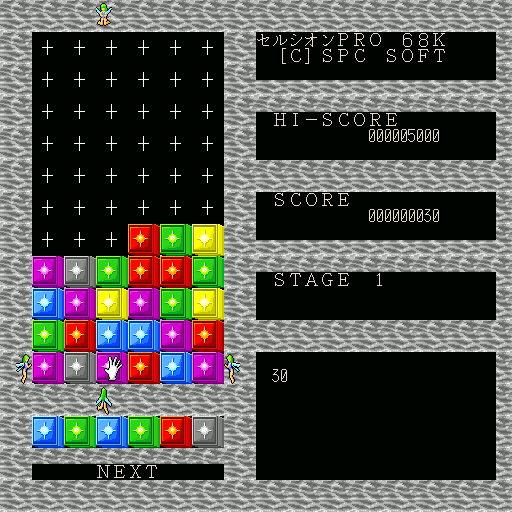 セルシオンPRO 68K
[C] SPC SOFT
HI-SCORE
000005000
SCORE
000000030
STAGE 1
30
NEXT